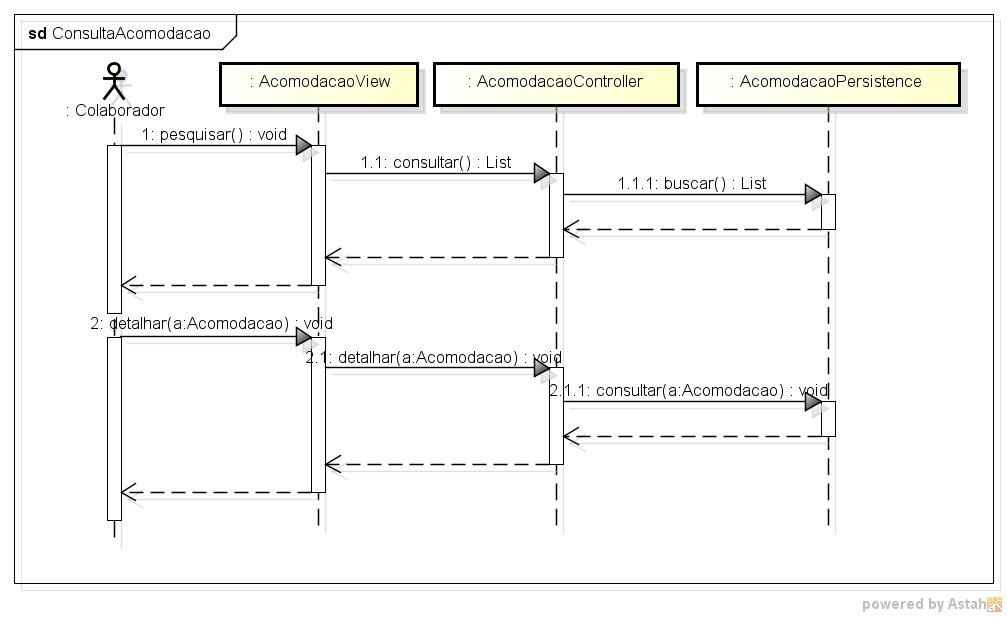 sd ConsultaAcomodacao
: Colaborador
: AcomodacaoView
: AcomodacaoController
: AcomodacaoPersistence
1: pesquisar() : void
1.1: consultar() : List
1.1.1: buscar() : List
2: detalhar(a:Acomodacao) : void
2.1: detalhar(a:Acomodacao) : void
2.1.1: consultar(a:Acomodacao) : void
powered by Astah